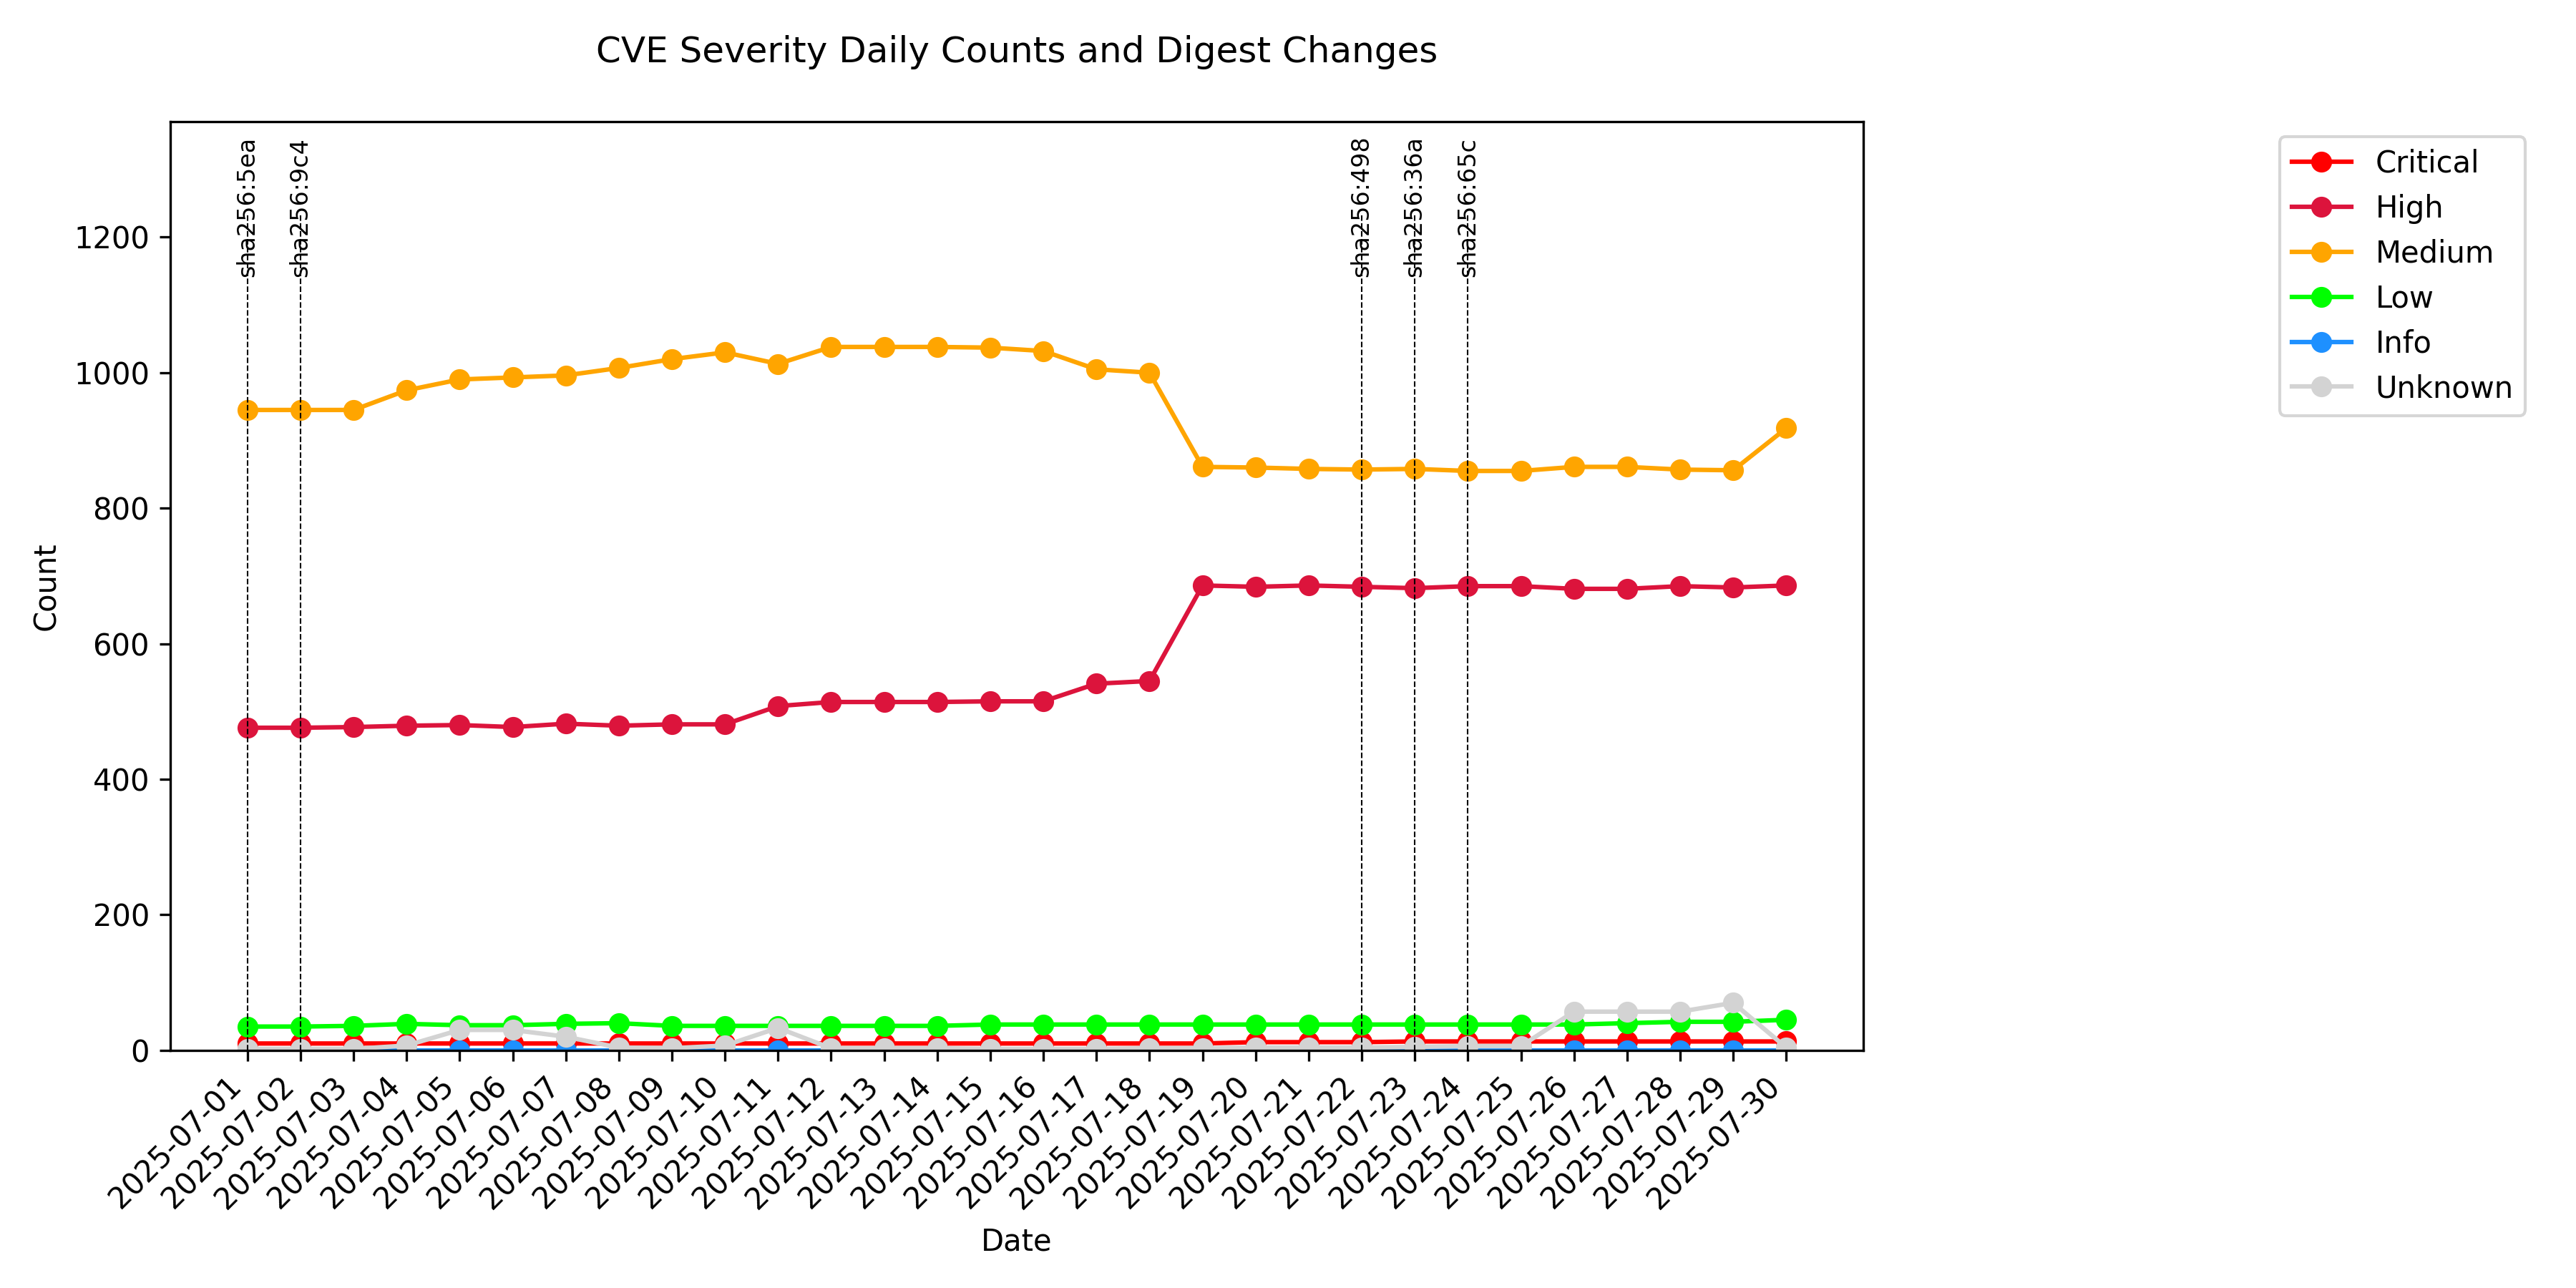 CVE Severity Daily Counts and Digest Changes
sha256:5ea
sha256:9c4
sha256:498
sha256:36a
sha256:65c
Critical
High
Medium
Low
Info
Unknown
1200
1000
800
600
400
200
0
Count
2025-07-01
2025-07-02
2025-07-03
2025-07-04
2025-07-05
2025-07-06
2025-07-07
2025-07-08
2025-07-09
2025-07-10
2025-07-11
2025-07-12
2025-07-13
2025-07-14
2025-07-15
2025-07-16
2025-07-17
2025-07-18
2025-07-19
2025-07-20
2025-07-21
2025-07-22
2025-07-23
2025-07-24
2025-07-25
2025-07-26
2025-07-27
2025-07-28
2025-07-29
2025-07-30
Date